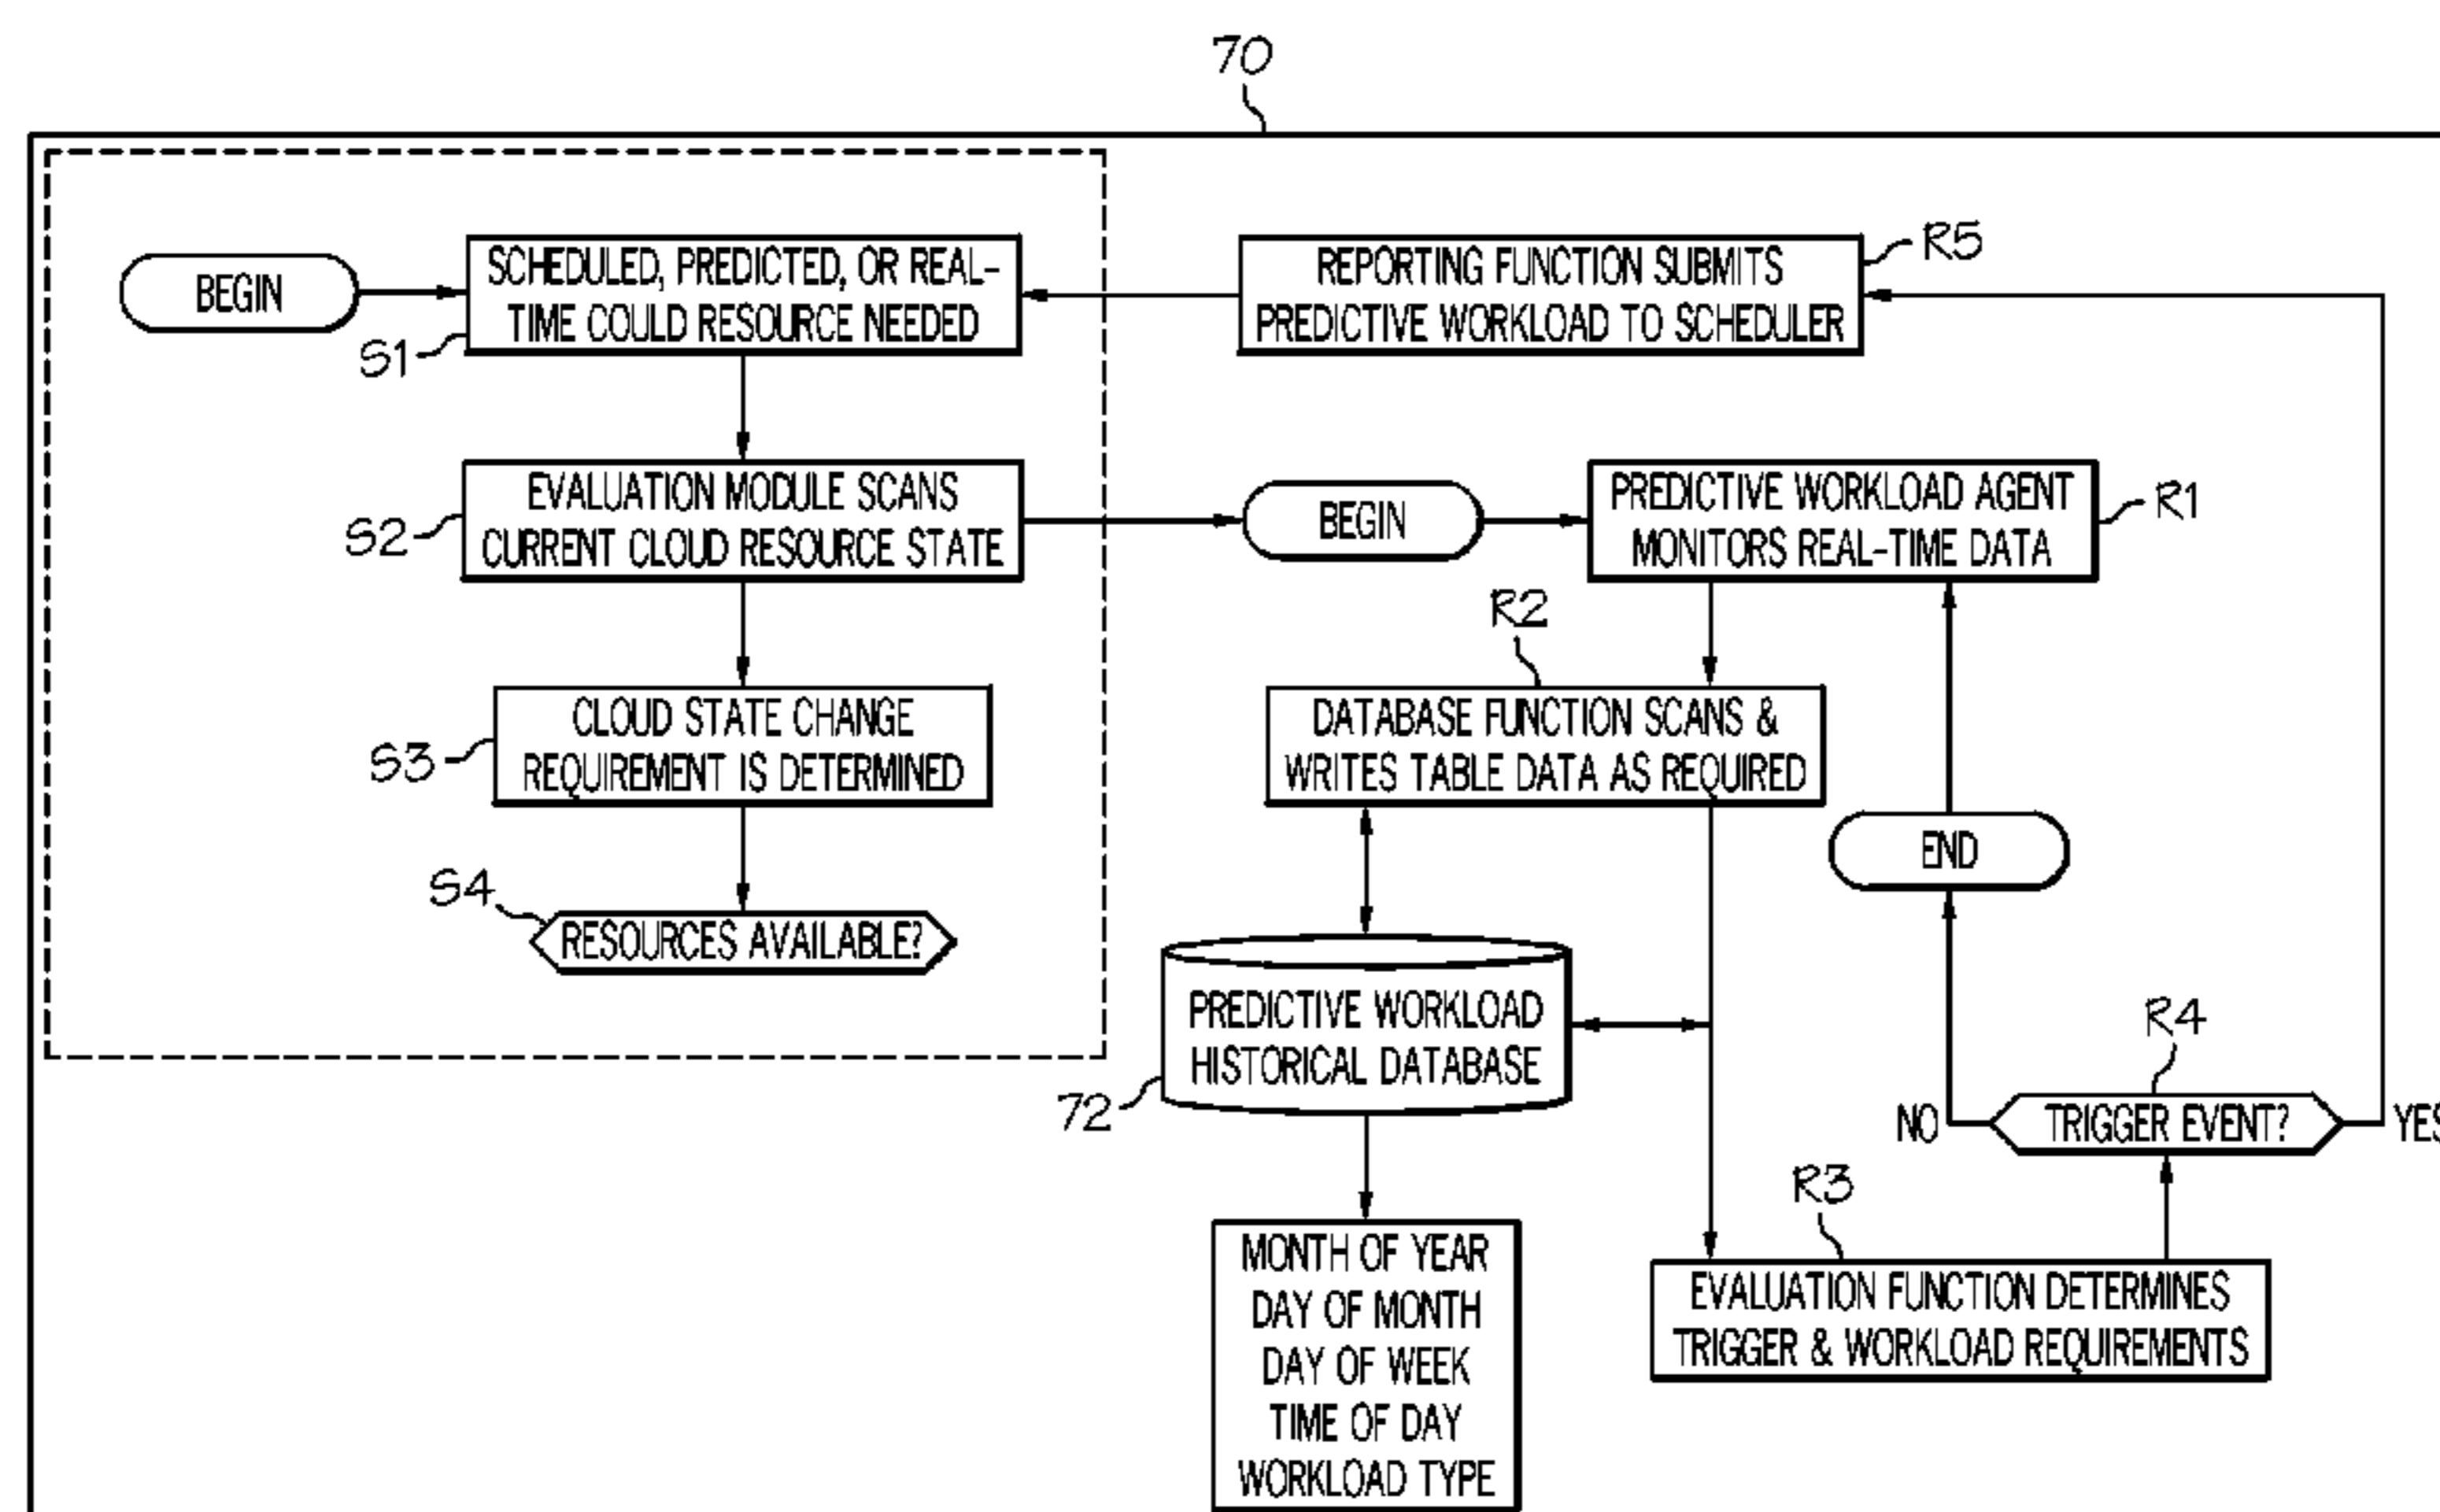 70
BEGIN
SCHEDULED, PREDICTED, OR REAL-
TIME COULD RESOURCE NEEDED
S1
REPORTING FUNCTION SUBMITS
PREDICTIVE WORKLOAD TO SCHEDULER
R5
EVALUATION MODULE SCANS
CURRENT CLOUD RESOURCE STATE
S2
BEGIN
PREDICTIVE WORKLOAD AGENT
MONITORS REAL-TIME DATA
R1
R2
CLOUD STATE CHANGE
REQUIREMENT IS DETERMINED
S3
DATABASE FUNCTION SCANS &
WRITES TABLE DATA AS REQUIRED
END
S4
RESOURCES AVAILABLE?
PREDICTIVE WORKLOAD
HISTORICAL DATABASE
72
R4
NO
TRIGGER EVENT?
YES
R3
MONTH OF YEAR
DAY OF MONTH
DAY OF WEEK
TIME OF DAY
WORKLOAD TYPE
EVALUATION FUNCTION DETERMINES
TRIGGER & WORKLOAD REQUIREMENTS